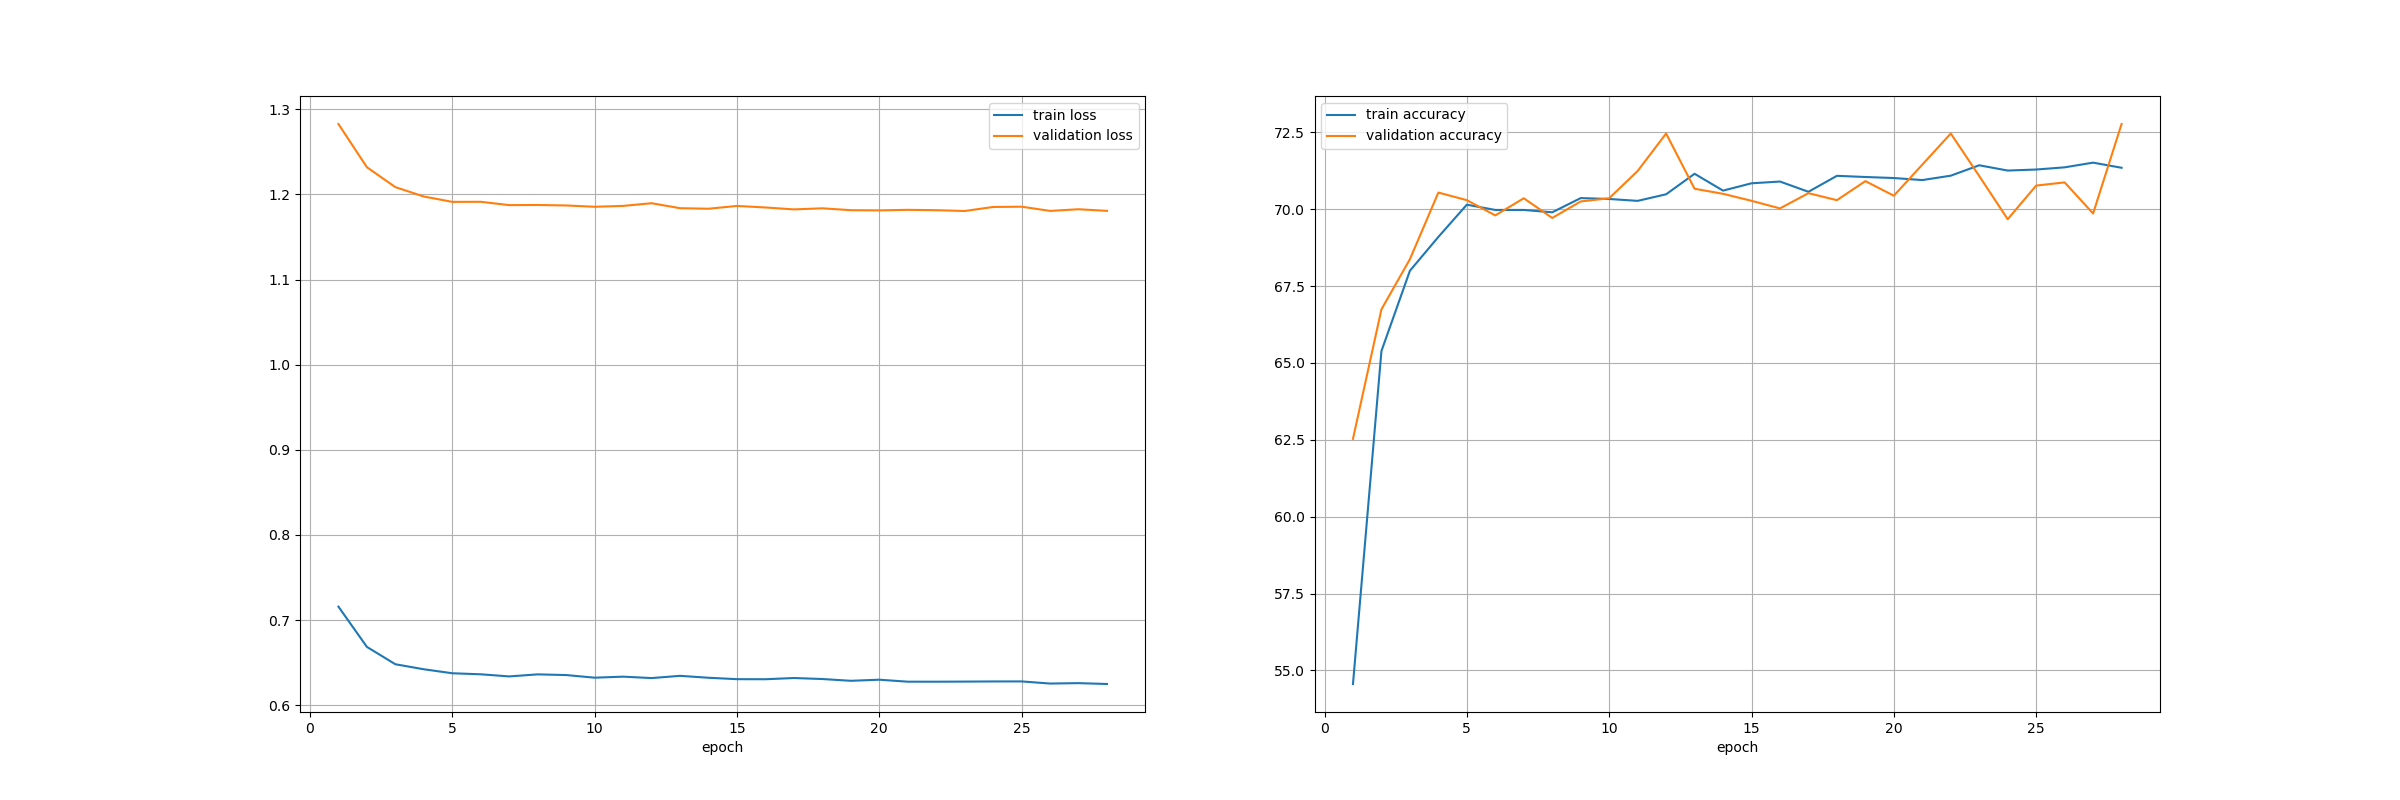 train loss
validation loss
1.3
1.2
1.1
1.0
0.9
0.8
0.7
0.6
0 5 10 15 20 25
epoch
train accuracy
validation accuracy
72.5
70.0
67.5
65.0
62.5
60.0
57.5
55.0
0 5 10 15 20 25
epoch